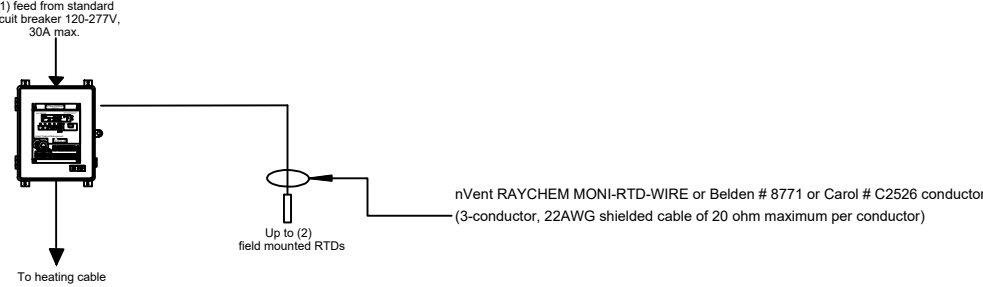 1) feed from standard
cuit breaker 120-277V,
30A max.
nVent RAYCHEM MONI-RTD-WIRE or Belden # 8771 or Carol # C2526 conductor
(3-conductor, 22AWG shielded cable of 20 ohm maximum per conductor)
Up to (2)
field mounted RTDs
To heating cable